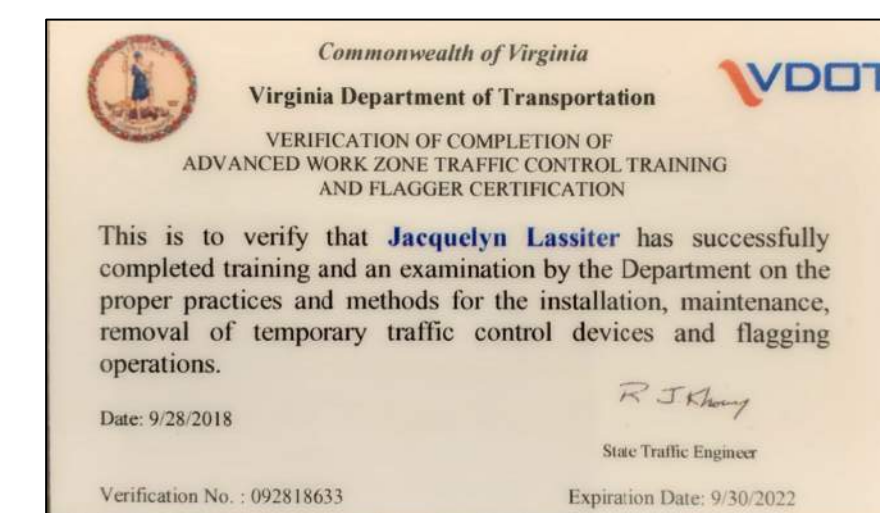 Commonwealth of Virginia
VDOT
Virginia Department of Transportation
VERIFICATION OF COMPLETION OF
ADVANCED WORK ZONE TRAFFIC CONTROL TRAINING
AND FLAGGER CERTIFICATION
This is to verify that Jacquelyn Lassiter has successfully
completed training and an examination by the Department on the
proper practices and methods for the installation, maintenance,
removal of temporary traffic control devices and flagging
operations.
R J Khoury
Date: 9/28/2018
State Traffic Engineer
Verification No. : 092818633
Expiration Date: 9/30/2022